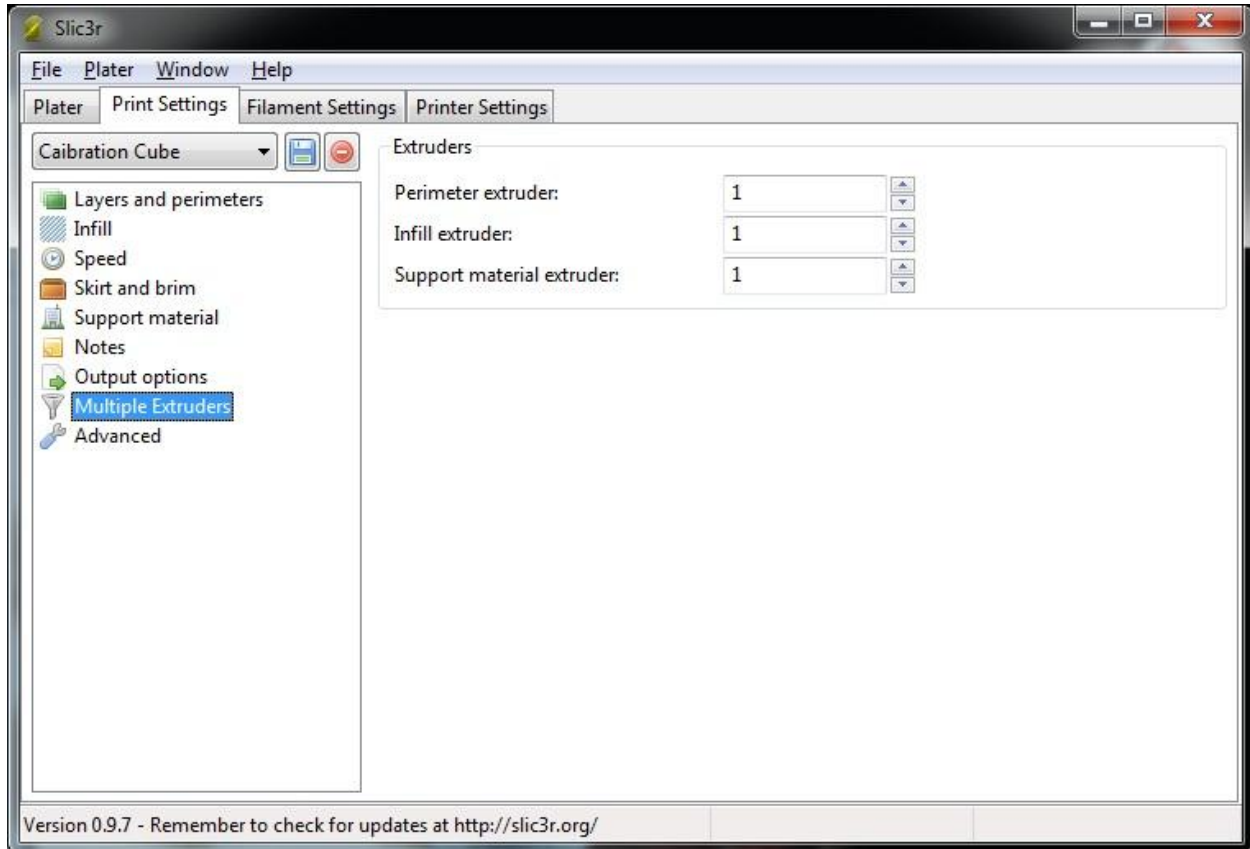 Slic3r
File Plater Window Help
Plater Print Settings Filament Settings Printer Settings
Caibration Cube
Layers and perimeters
Infill
Speed
Skirt and brim
Support material
Notes
Output options
Multiple Extruders
Advanced
Extruders
Perimeter extruder: 1
Infill extruder: 1
Support material extruder: 1
Version 0.9.7 - Remember to check for updates at http://slic3r.org/